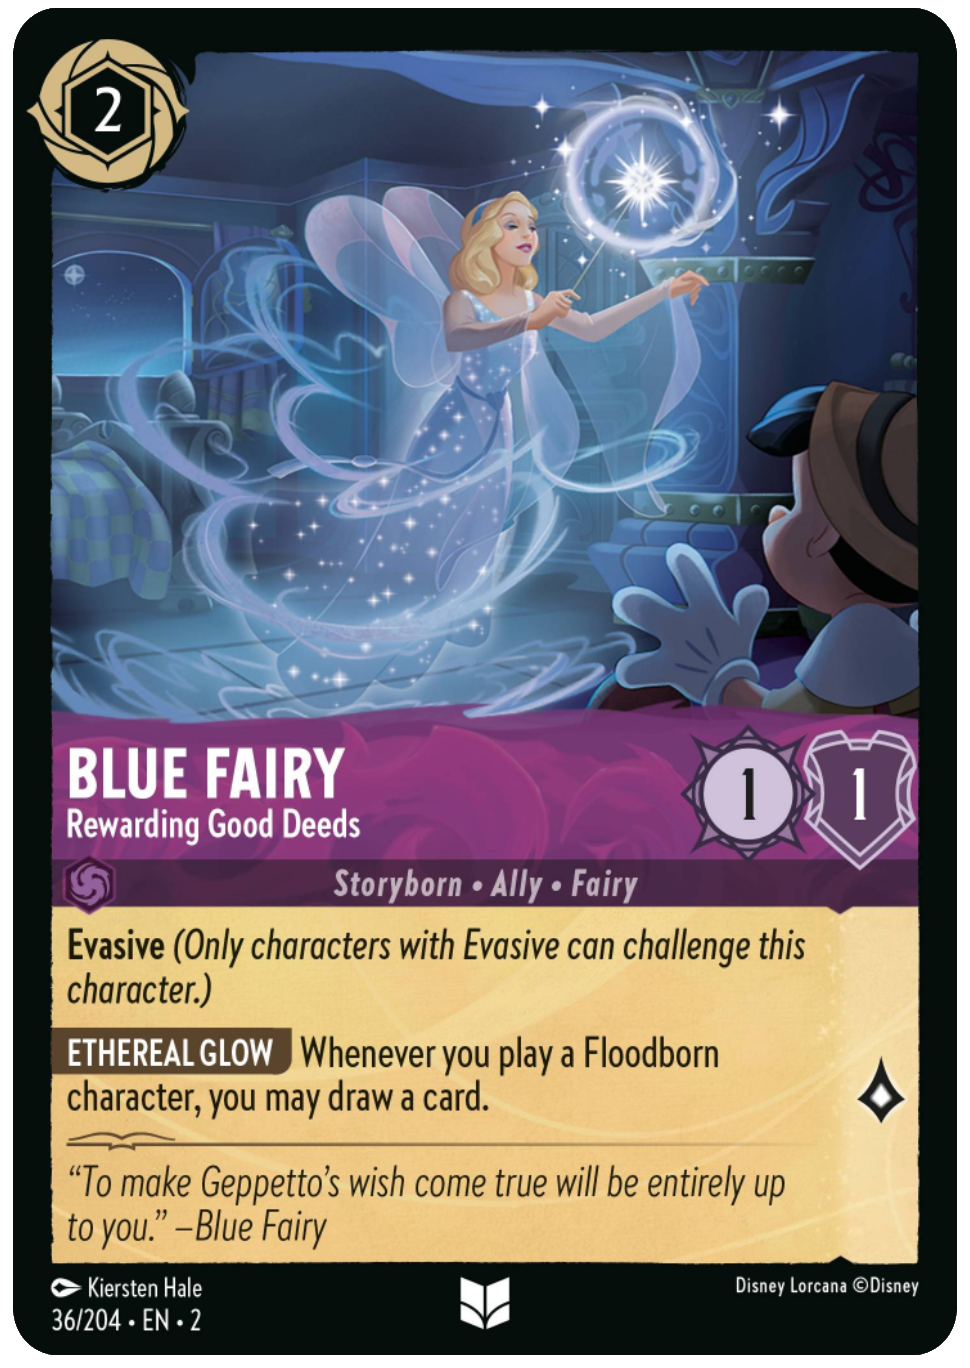 2
BLUE FAIRY
Rewarding Good Deeds
1 1
Storyborn • Ally • Fairy
Evasive (Only characters with Evasive can challenge this
character.)
ETHEREAL GLOW Whenever you play a Floodborn
character, you may draw a card.
“To make Geppetto’s wish come true will be entirely up
to you.” –Blue Fairy
Kiersten Hale
Disney Lorcana ©Disney
36/204 • EN • 2